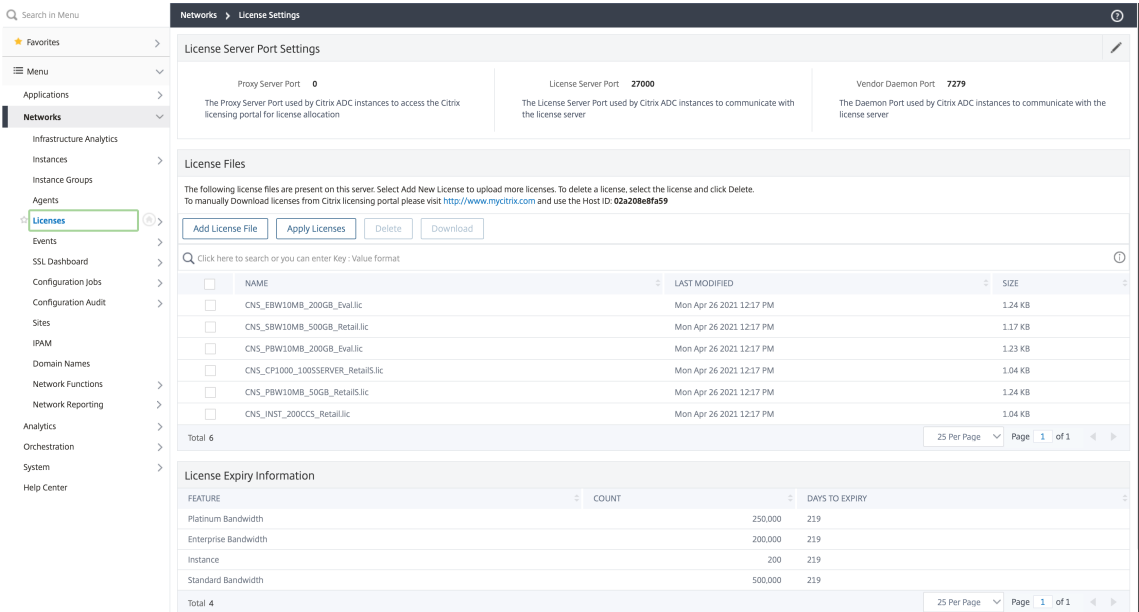 Search in Menu
Favorites
Menu
Applications
Networks
Infrastructure Analytics
Instances
Instance Groups
Agents
Licenses
Events
SSL Dashboard
Configuration Jobs
Configuration Audit
Sites
IPAM
Domain Names
Network Functions
Network Reporting
Analytics
Orchestration
System
Help Center
Networks > License Settings
License Server Port Settings
Proxy Server Port 0
The Proxy Server Port used by Citrix ADC instances to access the Citrix
licensing portal for license allocation
License Server Port 27000
The License Server Port used by Citrix ADC instances to communicate with
the license server
Vendor Daemon Port 7279
The Daemon Port used by Citrix ADC instances to communicate with the
license server
License Files
The following license files are present on this server. Select Add New License to upload more licenses. To delete a license, select the license and click Delete.
To manually Download licenses from Citrix licensing portal please visit http://www.mycitrix.com and use the Host ID: 02a208e8fa59
Add License File Apply Licenses Delete Download
Click here to search or you can enter Key : Value format
NAME LAST MODIFIED SIZE
CNS_EBW10MB_200GB_Eval.lic Mon Apr 26 2021 12:17 PM 1.24 KB
CNS_SBW10MB_500GB_Retail.lic Mon Apr 26 2021 12:17 PM 1.17 KB
CNS_PBW10MB_200GB_Eval.lic Mon Apr 26 2021 12:17 PM 1.23 KB
CNS_CP1000_100SSERVER_RetailS.lic Mon Apr 26 2021 12:17 PM 1.04 KB
CNS_PBW10MB_50GB_RetailS.lic Mon Apr 26 2021 12:17 PM 1.24 KB
CNS_INST_200CCS_Retail.lic Mon Apr 26 2021 12:17 PM 1.04 KB
Total 6 25 Per Page Page 1 of 1
License Expiry Information
FEATURE COUNT DAYS TO EXPIRY
Platinum Bandwidth 250,000 219
Enterprise Bandwidth 200,000 219
Instance 200 219
Standard Bandwidth 500,000 219
Total 4 25 Per Page Page 1 of 1